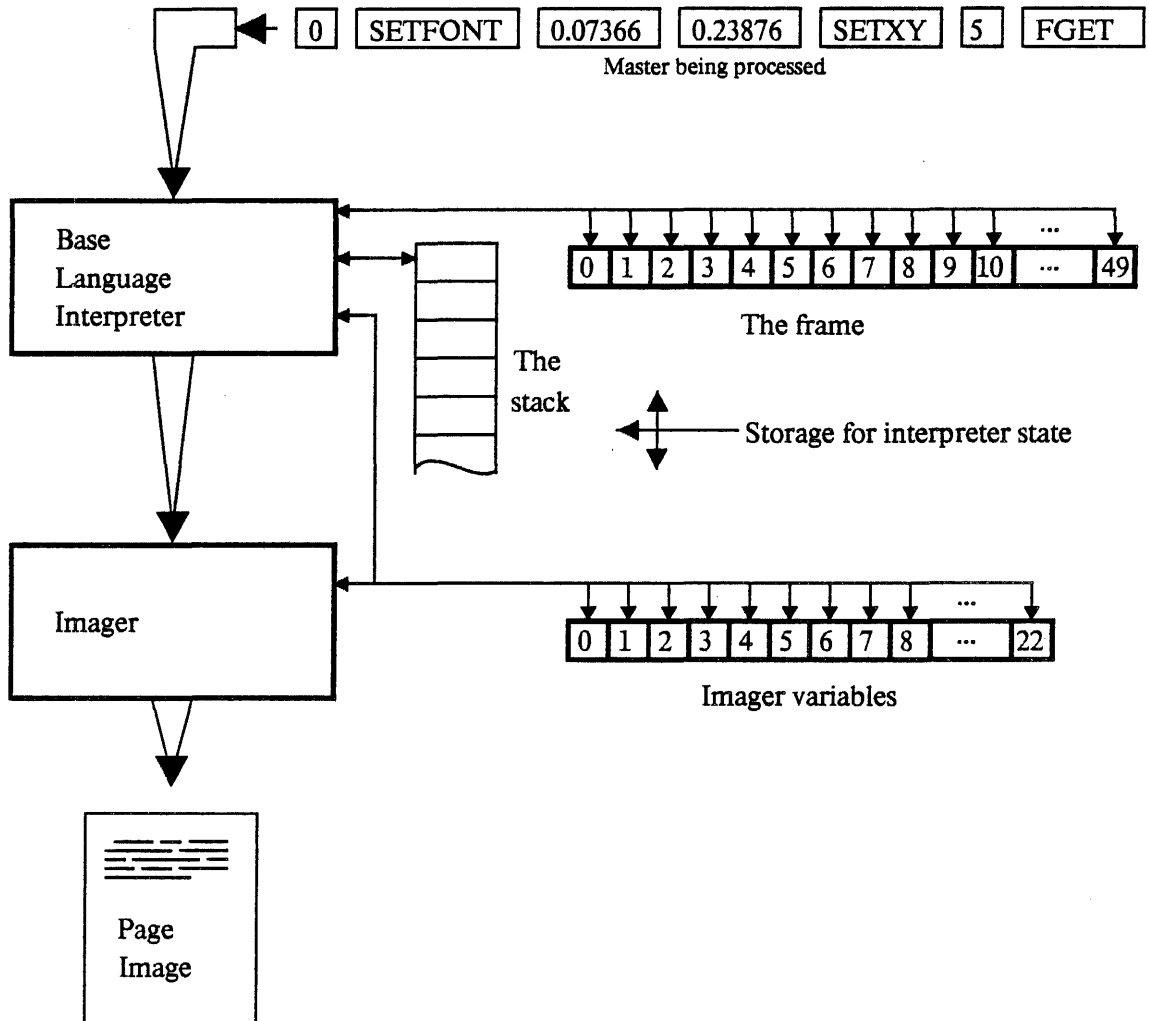 0 SETFONT 0.07366 0.23876 SETXY 5 FGET
Master being processed
Base
Language
Interpreter
...
0 1 2 3 4 5 6 7 8 9 10 ... 49
The frame
The
stack
Storage for interpreter state
Imager
...
0 1 2 3 4 5 6 7 8 ... 22
Imager variables
Page
Image